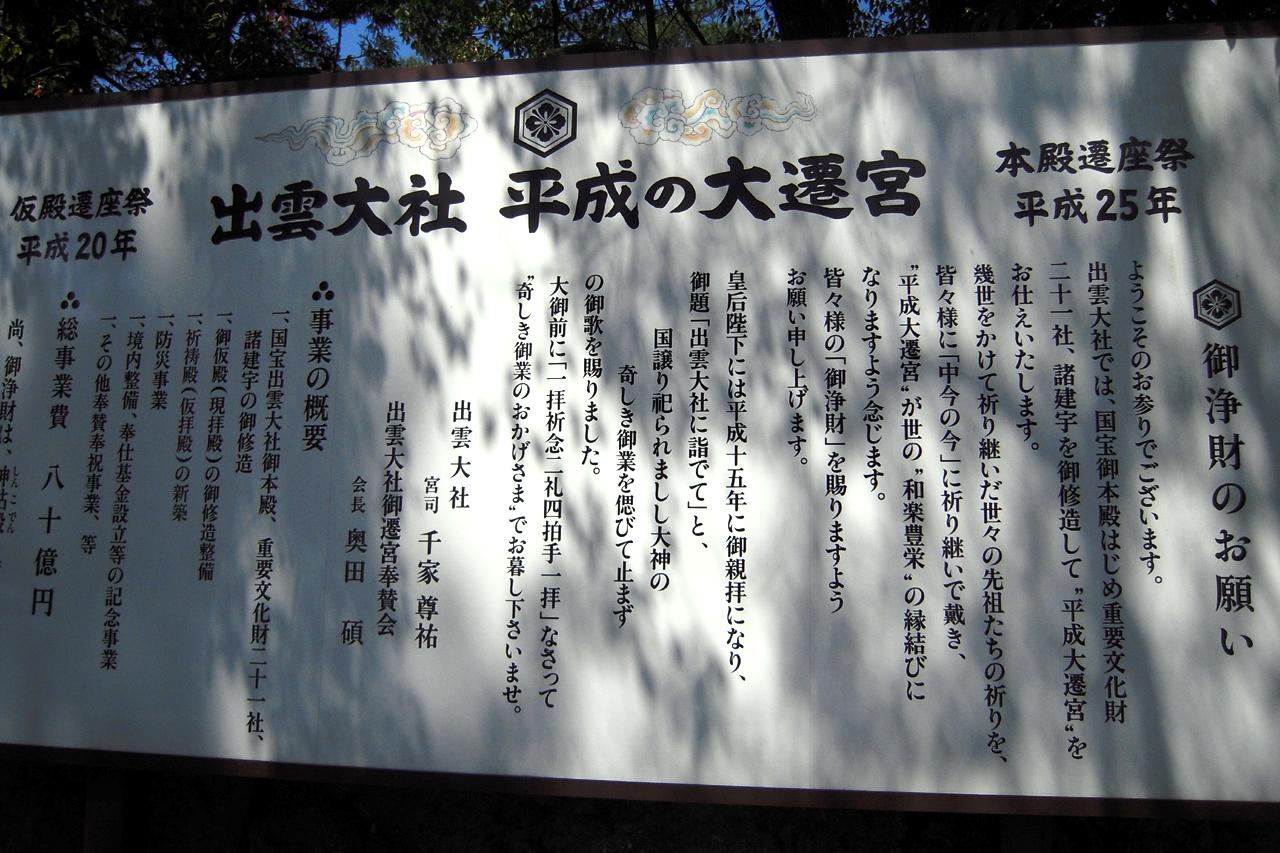 本殿遷座祭
平成25年
出雲大社 平成の大遷宮
仮殿遷座祭
平成20年
御浄財のお願い
ようこそのお参りでございます。
出雲大社では、国宝御本殿はじめ重要文化財
二十一社、諸建宇を御修造して〝平成大遷宮〟を
お仕えいたします。
幾世をかけて祈り継いだ世々の先祖たちの祈りを、
皆々様に「中今の今」に祈り継いで戴き、
〝平成大遷宮〟が世の〝和楽豊栄〟の縁結びに
なりますよう念じます。
皆々様の「御浄財」を賜りますよう
お願い申し上げます。
皇后陛下には平成十五年に御親拝になり、
御題「出雲大社に詣でて」と、
国譲り祀られましし大神の
奇しき御業を偲びて止まず
の御歌を賜りました。
大御前に「一拝祈念二礼四拍手一拝」なさって
〝奇しき御業のおかげさま〟でお暮し下さいませ。
出雲大社
宮司 千家尊祐
出雲大社御遷宮奉賛会
会長 奥田 碩
事業の概要
一、国宝出雲大社御本殿、重要文化財二十一社、
諸建宇の御修造
一、御仮殿(現拝殿)の御修造整備
一、祈祷殿(仮拝殿)の新築
一、防災事業
一、境内整備、奉仕基金設立等の記念事業
一、その他奉賛奉祝事業、等
総事業費 八十億円
尚、御浄財は、神祜殿
しんこでん